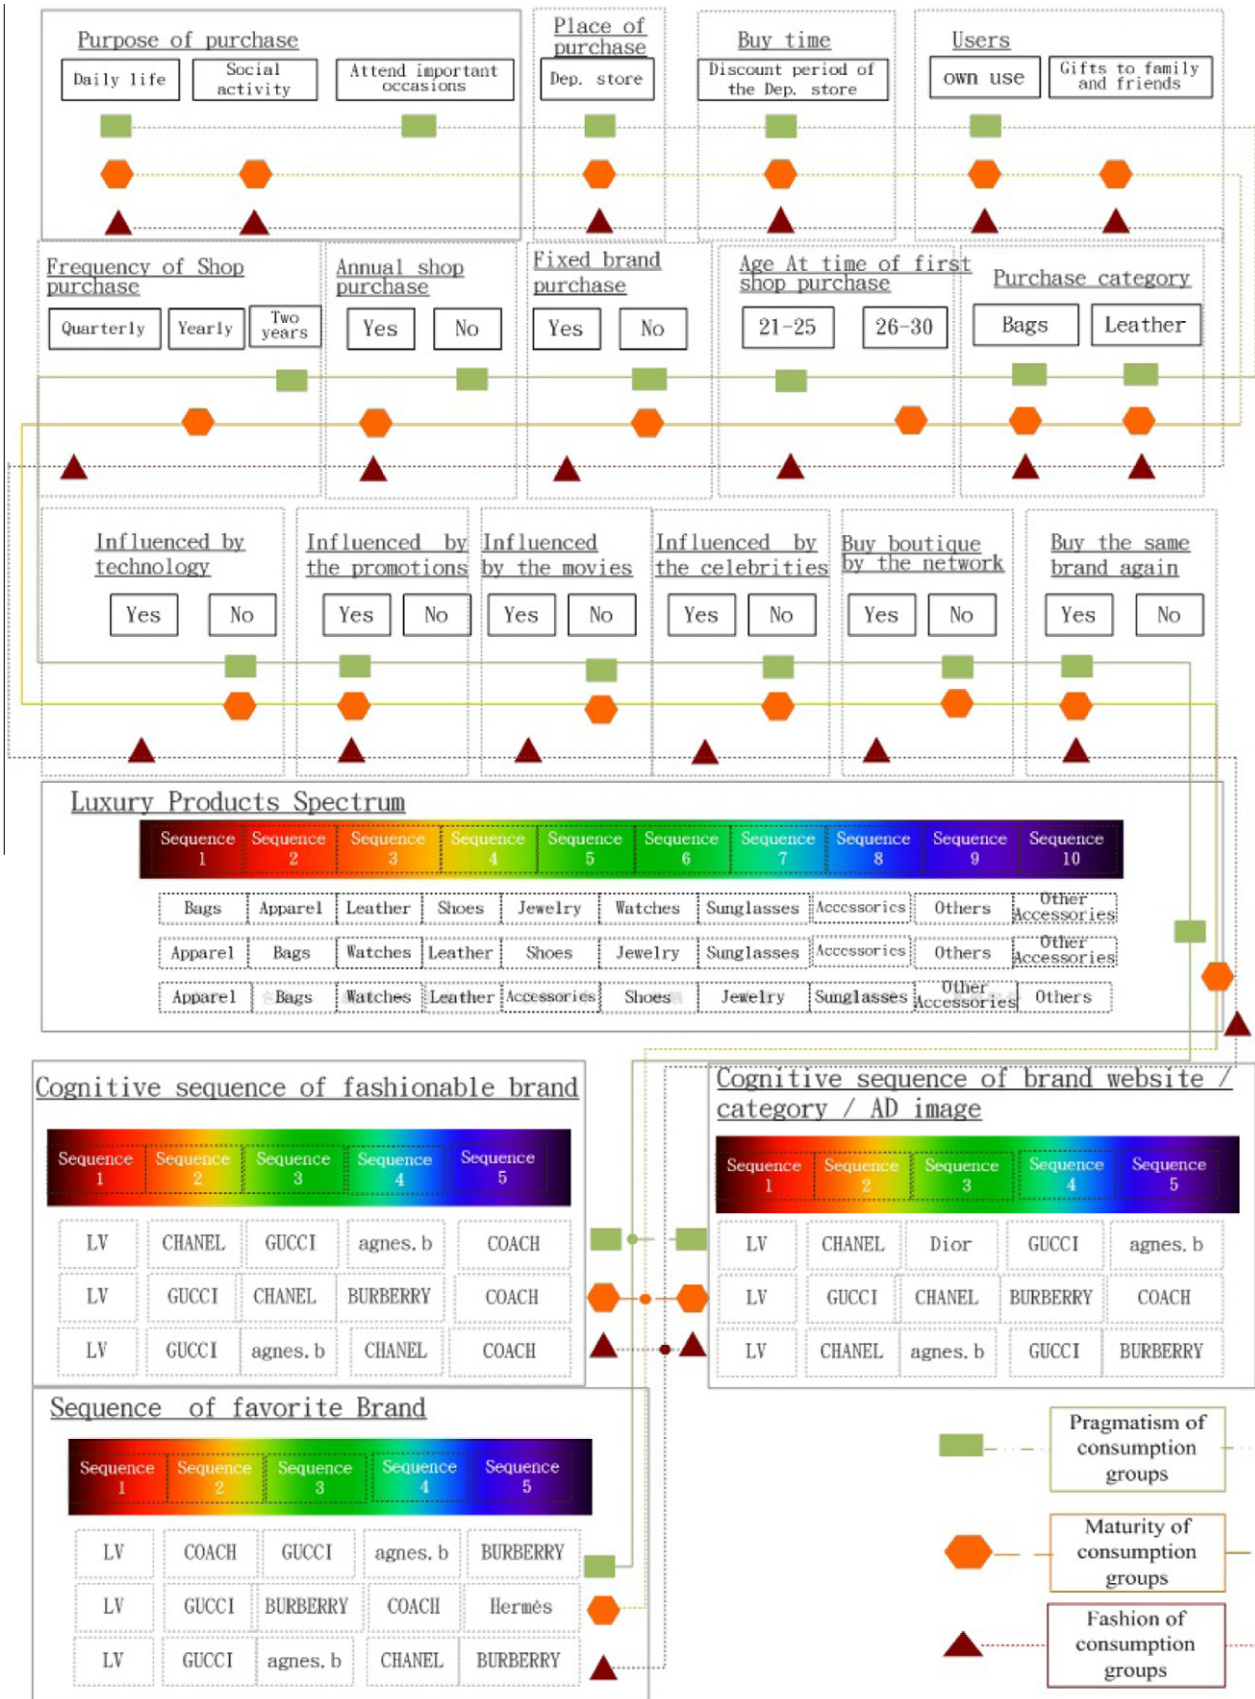 Purpose of purchase
Daily life
Social
activity
Attend important
occasions
Place of
purchase
Dep. store
Buy time
Discount period of
the Dep. store
Users
own use
Gifts to family
and friends
Frequency of Shop
purchase
Quarterly
Yearly
Two
years
Annual shop
purchase
Yes
No
Fixed brand
purchase
Yes
No
Age At time of first
shop purchase
21-25
26-30
Purchase category
Bags
Leather
Influenced by
technology
Yes
No
Influenced by
the promotions
Yes
No
Influenced
by the movies
Yes
No
Influenced by
the celebrities
Yes
No
Buy boutique
by the network
Yes
No
Buy the same
brand again
Yes
No
Luxury Products Spectrum
Sequence
1
Sequence
2
Sequence
3
Sequence
4
Sequence
5
Sequence
6
Sequence
7
Sequence
8
Sequence
9
Sequence
10
Bags
Apparel
Leather
Shoes
Jewelry
Watches
Sunglasses
Accessories
Others
Other
Accessories
Apparel
Bags
Watches
Leather
Shoes
Jewelry
Sunglasses
Accessories
Others
Other
Accessories
Apparel
Bags
Watches
Leather
Accessories
Shoes
Jewelry
Sunglasses
Other
Accessories
Others
Cognitive sequence of fashionable brand
Sequence
1
Sequence
2
Sequence
3
Sequence
4
Sequence
5
LV
CHANEL
GUCCI
agnes.b
COACH
LV
GUCCI
CHANEL
BURBERRY
COACH
LV
GUCCI
agnes.b
CHANEL
COACH
Cognitive sequence of brand website /
category / AD image
Sequence
1
Sequence
2
Sequence
3
Sequence
4
Sequence
5
LV
CHANEL
Dior
GUCCI
agnes.b
LV
GUCCI
CHANEL
BURBERRY
COACH
LV
CHANEL
agnes.b
GUCCI
BURBERRY
Sequence of favorite Brand
Sequence
1
Sequence
2
Sequence
3
Sequence
4
Sequence
5
LV
COACH
GUCCI
agnes.b
BURBERRY
LV
GUCCI
BURBERRY
COACH
Hermès
LV
GUCCI
agnes.b
CHANEL
BURBERRY
Pragmatism of
consumption
groups
Maturity of
consumption
groups
Fashion of
consumption
groups